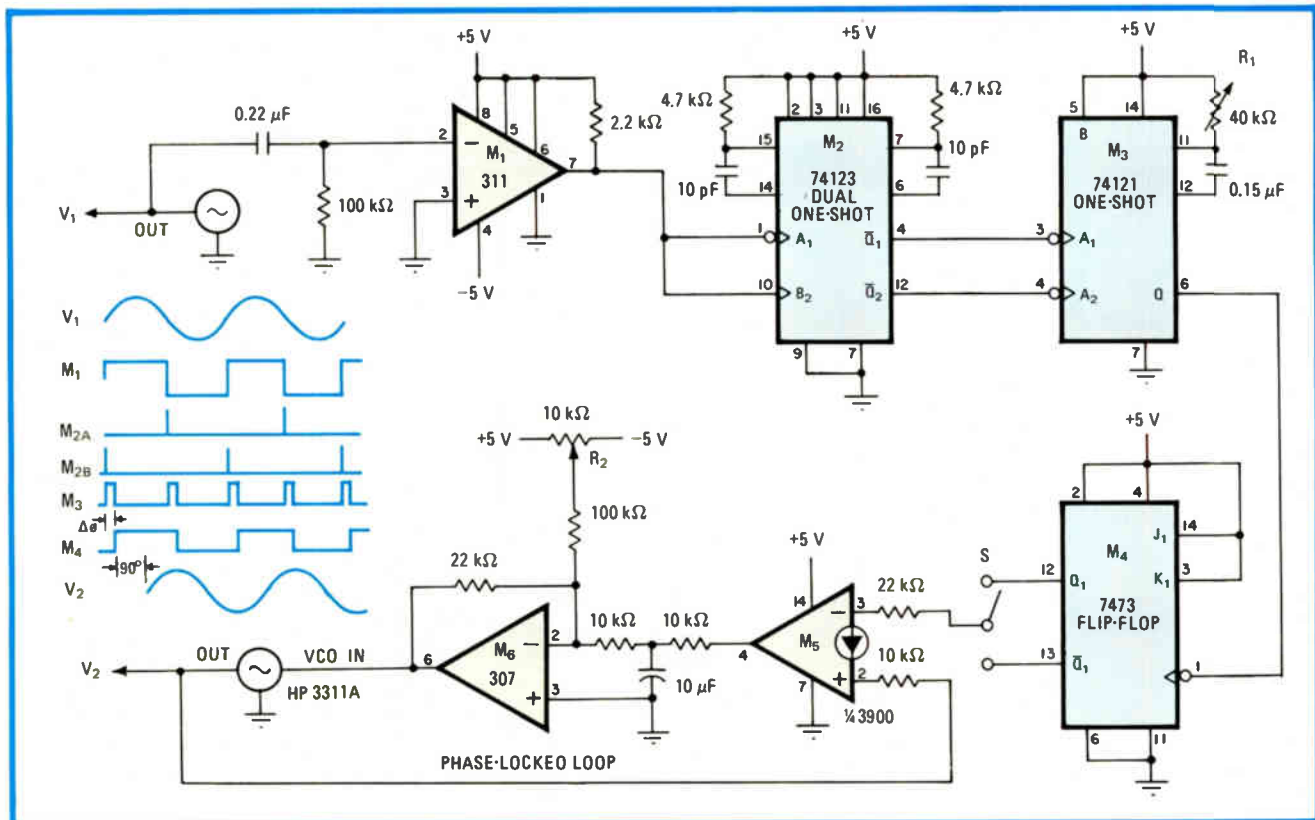 +5 V
0.22 µF
2.2 kΩ
8
5
6
2
−
M1
311
7
3
+
1
4
−5 V
100 kΩ
V1
OUT
+5 V
4.7 kΩ
4.7 kΩ
2
3
11
16
15
7
10 pF
10 pF
14
6
M2
74123
DUAL
ONE-SHOT
1
A1
Q̅1
4
10
B2
Q̅2
12
9
7
+5 V
R1
40 kΩ
5
14
B
11
M3
74121
ONE-SHOT
12
0.15 µF
3
A1
4
A2
Q
6
7
V1
M1
M2A
M2B
M3
Δø
M4
90°
V2
10 kΩ
+5 V
−5 V
R2
100 kΩ
22 kΩ
10 kΩ
10 kΩ
2
−
M6
307
6
3
+
10 µF
V2
OUT
VCO IN
HP 3311A
PHASE-LOCKEO LOOP
+5 V
14
22 kΩ
3
−
M5
4
+
2
10 kΩ
7
¼ 3900
S
+5 V
2
4
14
J1
M4
12
Q1
K1
3
7473
FLIP-FLOP
13
Q̅1
1
6
11